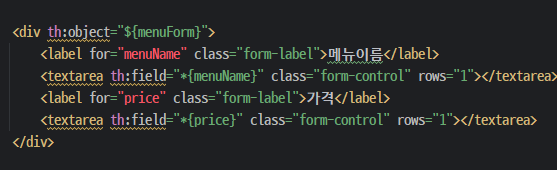 <div th:object="${menuForm}">
<label for="menuName" class="form-label">메뉴이름</label>
<textarea th:field="*{menuName}" class="form-control" rows="1"></textarea>
<label for="price" class="form-label">가격</label>
<textarea th:field="*{price}" class="form-control" rows="1"></textarea>
</div>